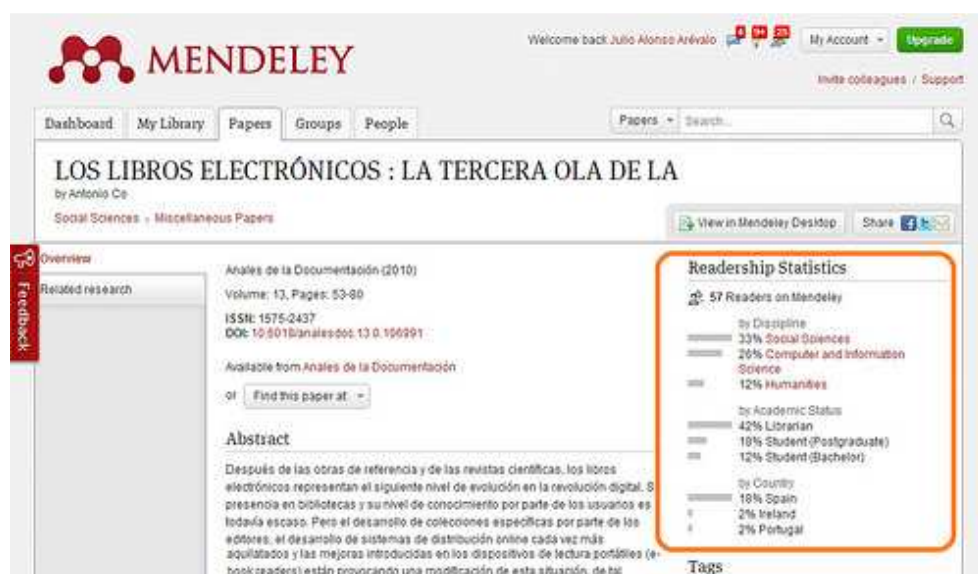 MENDELEY
Welcome back Julio Alonso Arévalo
My Account
Upgrade
Invite colleagues / Support
Dashboard
My Library
Papers
Groups
People
Papers
Search...
LOS LIBROS ELECTRÓNICOS : LA TERCERA OLA DE LA
by Antonio Co
Social Sciences › Miscellaneous Papers
View in Mendeley Desktop
Share
Feedback
Overview
Related research
Anales de la Documentación (2010)
Volume: 13, Pages: 53-80
ISSN: 1575-2437
DOI: 10.6018/analesdoc.13.0.106991
Available from Anales de la Documentación
or Find this paper at
Abstract
Después de las obras de referencia y de las revistas científicas, los libros
electrónicos representan el siguiente nivel de evolución en la revolución digital. S
presencia en bibliotecas y su nivel de conocimiento por parte de los usuarios es
todavía escaso. Pero el desarrollo de colecciones específicas por parte de los
editores, el desarrollo de sistemas de distribución online cada vez más
aquilatados y las mejoras introducidas en los dispositivos de lectura portátiles (e-
book readers) están provocando una modificación de esta situación, de tal
Readership Statistics
57 Readers on Mendeley
by Discipline
33% Social Sciences
26% Computer and Information
Science
12% Humanities
by Academic Status
42% Librarian
18% Student (Postgraduate)
12% Student (Bachelor)
by Country
18% Spain
2% Ireland
2% Portugal
Tags